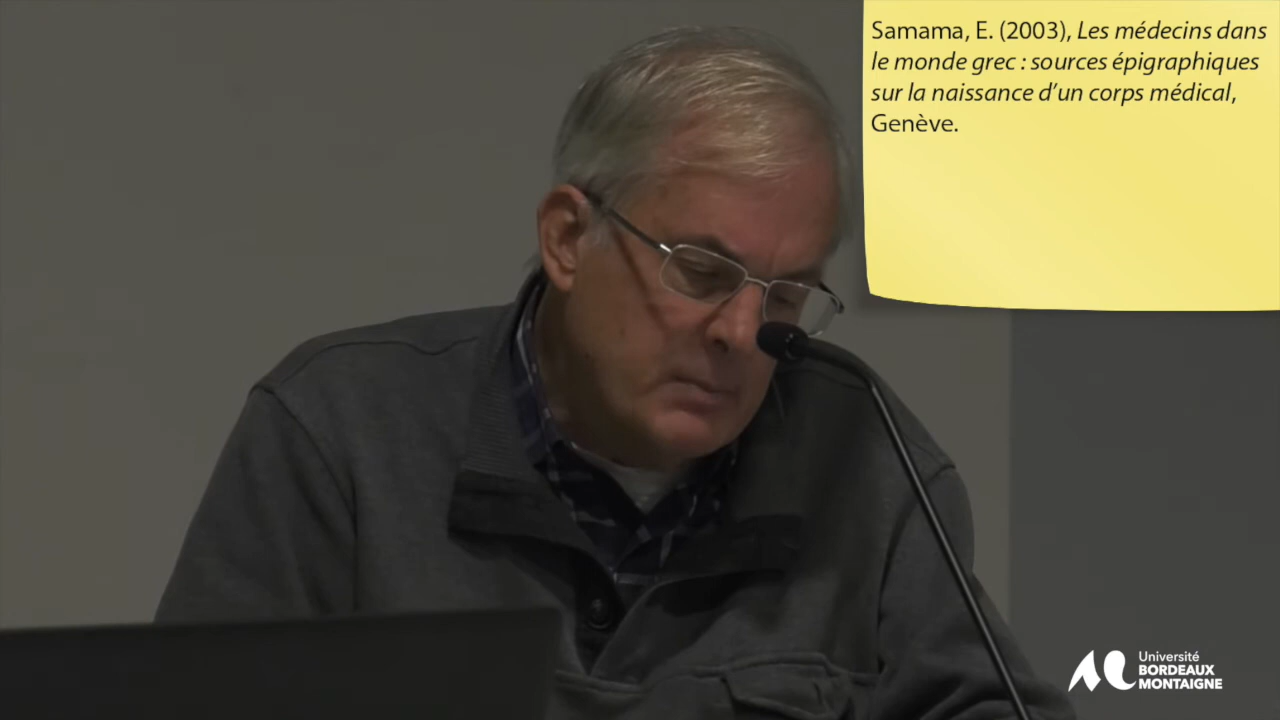 Samama, E. (2003), Les médecins dans
le monde grec : sources épigraphiques
sur la naissance d'un corps médical,
Genève.
Université
BORDEAUX
MONTAIGNE